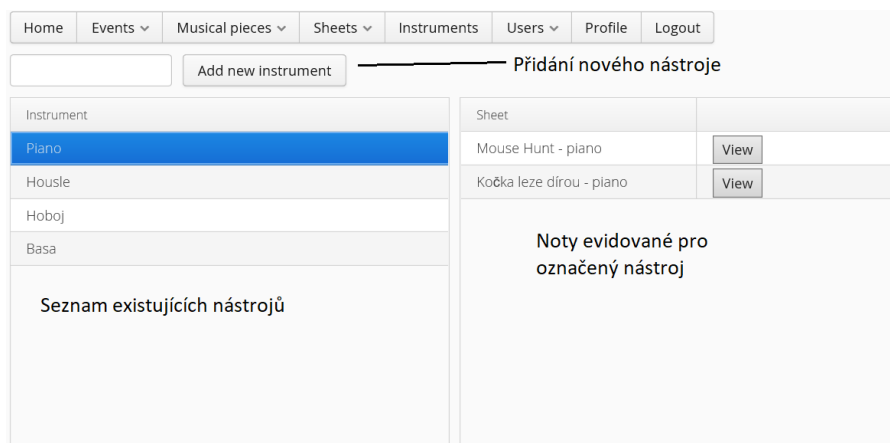 Home Events Musical pieces Sheets Instruments Users Profile Logout
Add new instrument Přidání nového nástroje
Instrument Sheet
Piano Mouse Hunt - piano View
Housle Kočka leze dírou - piano View
Hoboj
Basa
Noty evidované pro
označený nástroj
Seznam existujících nástrojů